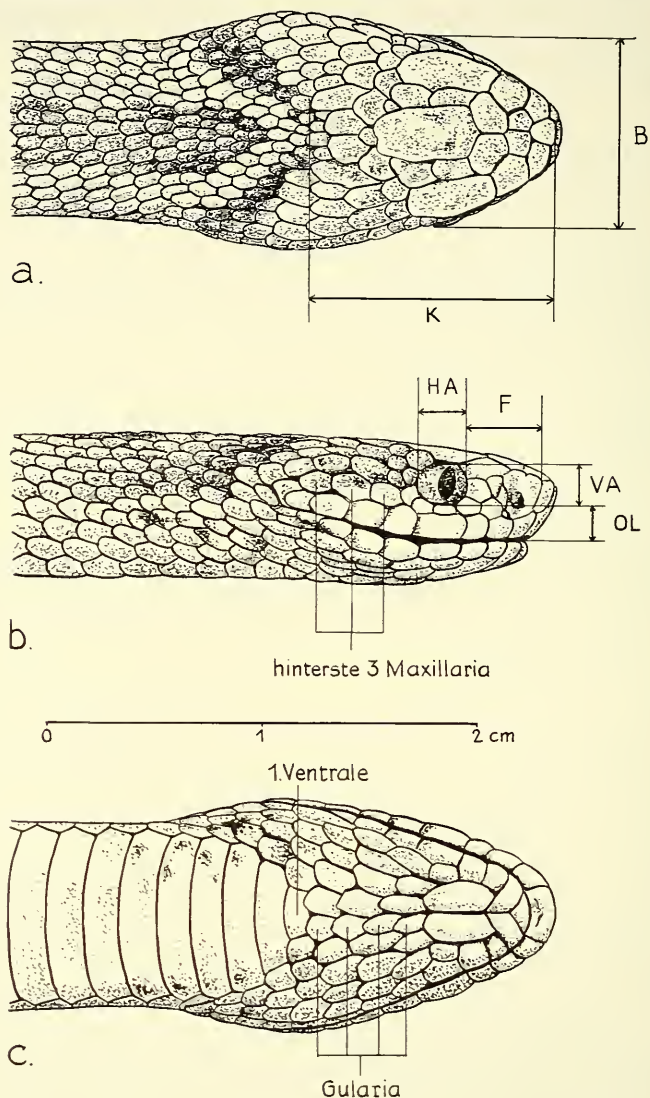 B
K
a.
HA
F
VA
OL
b.
hinterste 3 Maxillaria
0 1 2 cm
1.Ventrale
c.
Gularia